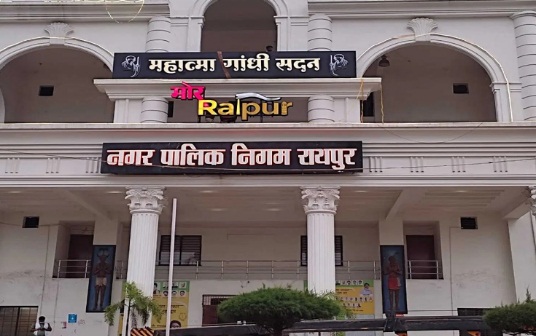 महात्मा गांधी सदन
मोर
Raipur
नगर पालिक निगम रायपुर